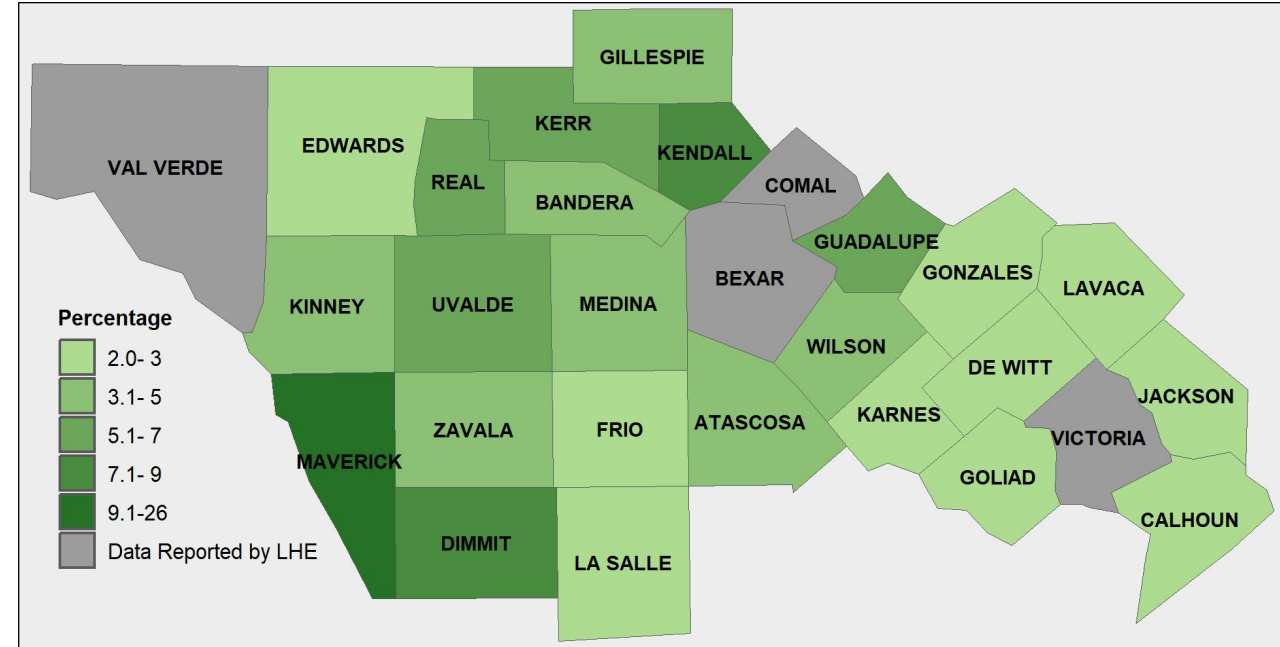 GILLESPIE
KERR
EDWARDS
KENDALL
VAL VERDE
REAL
COMAL
BANDERA
GUADALUPE
GONZALES
BEXAR
LAVACA
KINNEY
UVALDE
MEDINA
WILSON
DE WITT
JACKSON
KARNES
ATASCOSA
ZAVALA
FRIO
VICTORIA
MAVERICK
GOLIAD
CALHOUN
DIMMIT
LA SALLE
Percentage
2.0- 3
3.1- 5
5.1- 7
7.1- 9
9.1-26
Data Reported by LHE